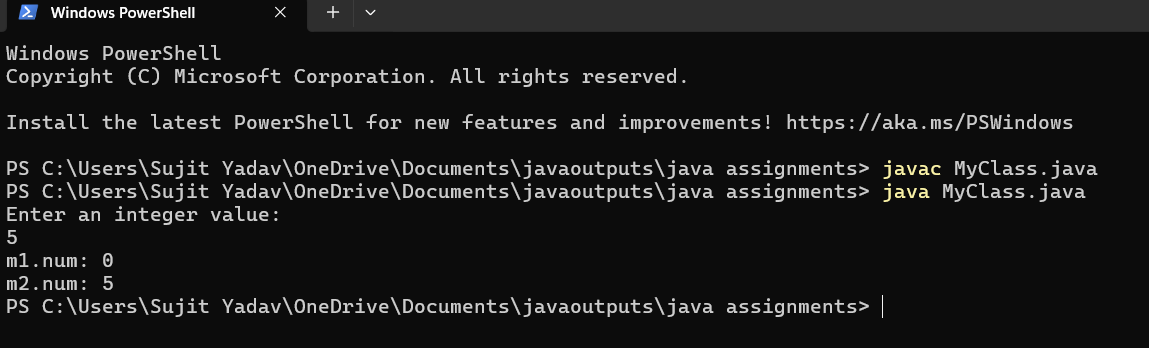 Windows PowerShell
Windows PowerShell
Copyright (C) Microsoft Corporation. All rights reserved.
Install the latest PowerShell for new features and improvements! https://aka.ms/PSWindows
PS C:\Users\Sujit Yadav\OneDrive\Documents\javaoutputs\java assignments> javac MyClass.java
PS C:\Users\Sujit Yadav\OneDrive\Documents\javaoutputs\java assignments> java MyClass.java
Enter an integer value:
5
m1.num: 0
m2.num: 5
PS C:\Users\Sujit Yadav\OneDrive\Documents\javaoutputs\java assignments>